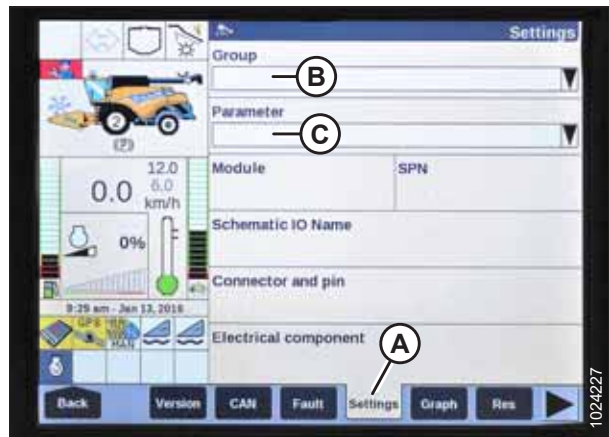 Settings
Group
B
Parameter
C
2
(?)
12.0
6.0
0.0 km/h
Module SPN
0%
Schematic IO Name
Connector and pin
9:29 am - Jan 13, 2016
GPS
MAN
Electrical component
A
Back Version CAN Fault Settings Graph Res
1024227